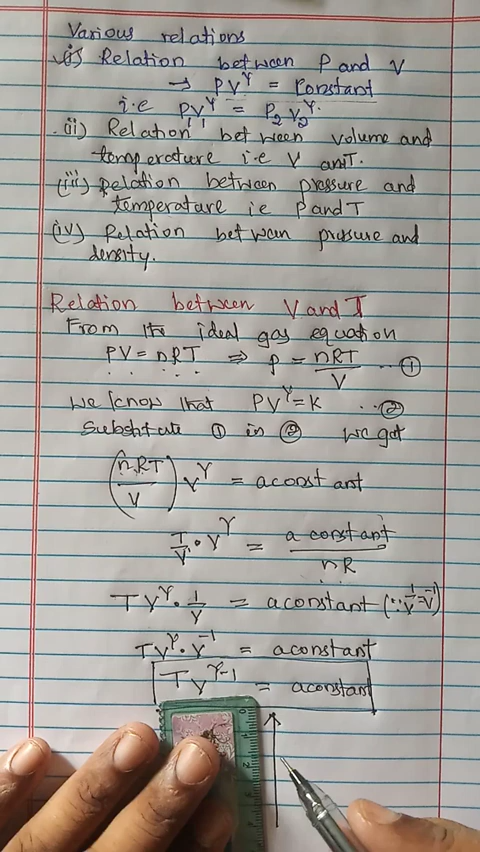 Various relations
(i) Relation between P and V
→ PV^γ = Constant
i.e P₁V₁^γ = P₂V₂^γ.
(ii) Relation between volume and
temperature i.e V and T.
(iii) Relation between pressure and
temperature ie P and T
(iv) Relation between pressure and
density.
Relation between V and T
From the ideal gas equation
PV = nRT ⇒ P = nRT/V ... ①
We know that PV^γ = K ... ②
Substitute ① in ② we get
(nRT/V) V^γ = a constant
T/V · V^γ = a constant/nR
TV^γ · 1/V = a constant (∵ 1/V = V^-1)
TV^γ · V^-1 = a constant
TV^γ-1 = a constant